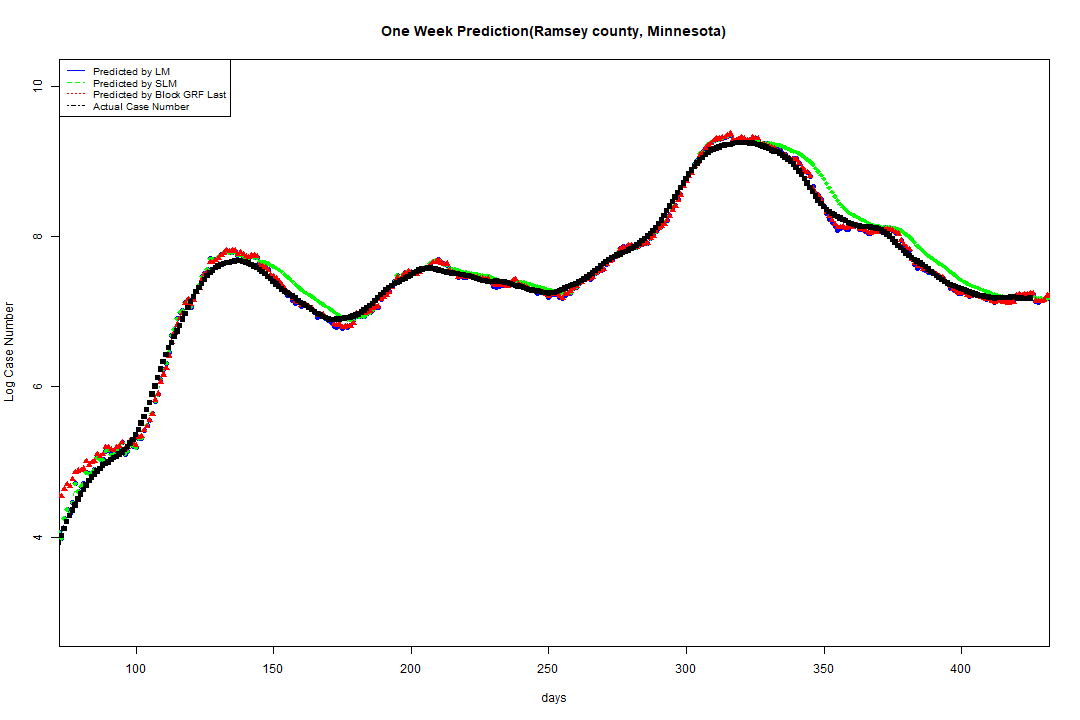 One Week Prediction(Ramsey county, Minnesota)
Predicted by LM
Predicted by SLM
Predicted by Block GRF Last
Actual Case Number
10
8
6
4
Log Case Number
100 150 200 250 300 350 400
days